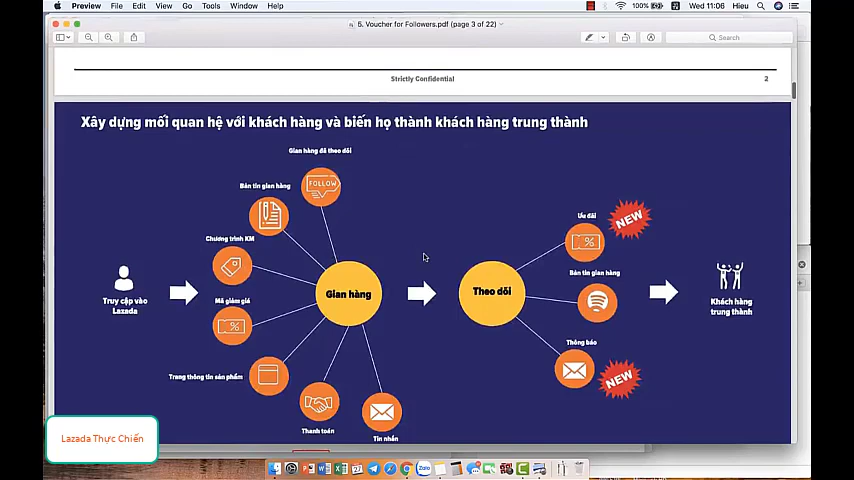 Preview File Edit View Go Tools Window Help
100% Wed 11:06 Hieu
5. Voucher for Followers.pdf (page 3 of 22)
Search
Strictly Confidential
2
Xây dựng mối quan hệ với khách hàng và biến họ thành khách hàng trung thành
Gian hàng đã theo dõi
FOLLOW
Bản tin gian hàng
Chương trình KM
Mã giảm giá
Trang thông tin sản phẩm
Thanh toán
Tin nhắn
Truy cập vào
Lazada
Gian hàng
Theo dõi
Ưu đãi
NEW
Bản tin gian hàng
Thông báo
NEW
Khách hàng
trung thành
Lazada Thực Chiến
Zalo